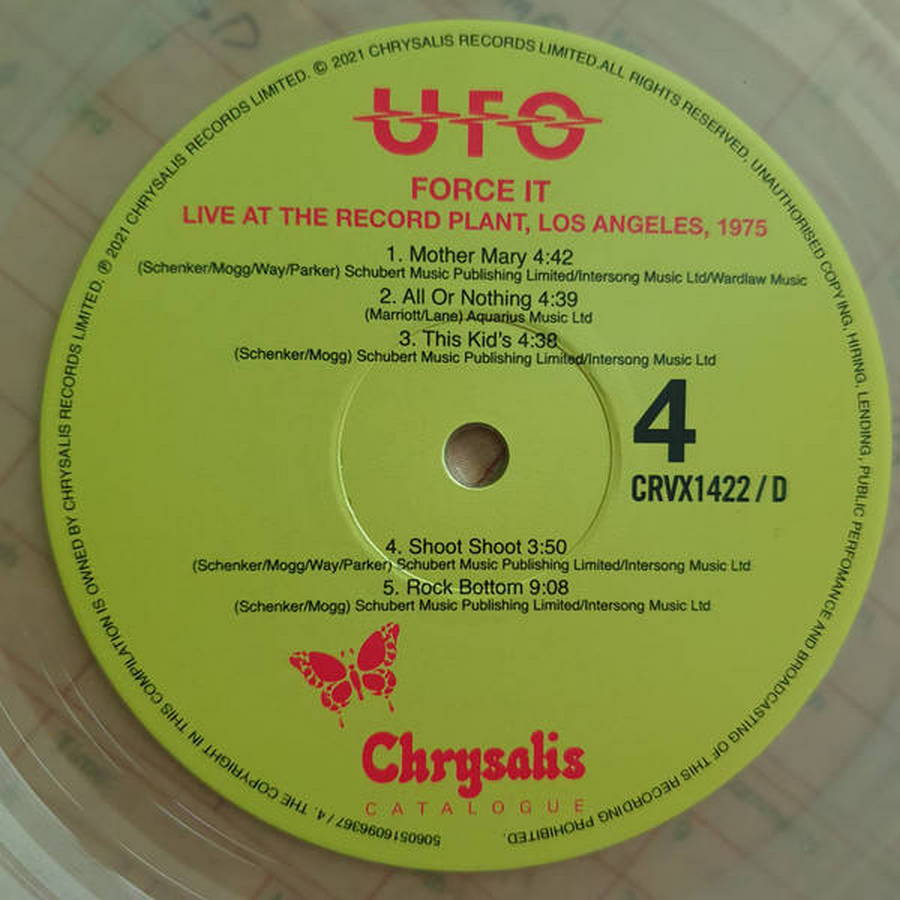 UFO
FORCE IT
LIVE AT THE RECORD PLANT, LOS ANGELES, 1975
1. Mother Mary 4:42
(Schenker/Mogg/Way/Parker) Schubert Music Publishing Limited/Intersong Music Ltd/Wardlaw Music
2. All Or Nothing 4:39
(Marriott/Lane) Aquarius Music Ltd
3. This Kid's 4:38
(Schenker/Mogg) Schubert Music Publishing Limited/Intersong Music Ltd
4
CRVX1422 / D
4. Shoot Shoot 3:50
(Schenker/Mogg/Way/Parker) Schubert Music Publishing Limited/Intersong Music Ltd
5. Rock Bottom 9:08
(Schenker/Mogg) Schubert Music Publishing Limited/Intersong Music Ltd
Chrysalis
CATALOGUE
5060516096367 / 4. THE COPYRIGHT IN THIS COMPILATION IS OWNED BY CHRYSALIS RECORDS LIMITED. ℗ 2021 CHRYSALIS RECORDS LIMITED. © 2021 CHRYSALIS RECORDS LIMITED.ALL RIGHTS RESERVED, UNAUTHORISED COPYING, HIRING, LENDING, PUBLIC PERFOMANCE AND BROADCASTING OF THIS RECORDING PROHIBITED.